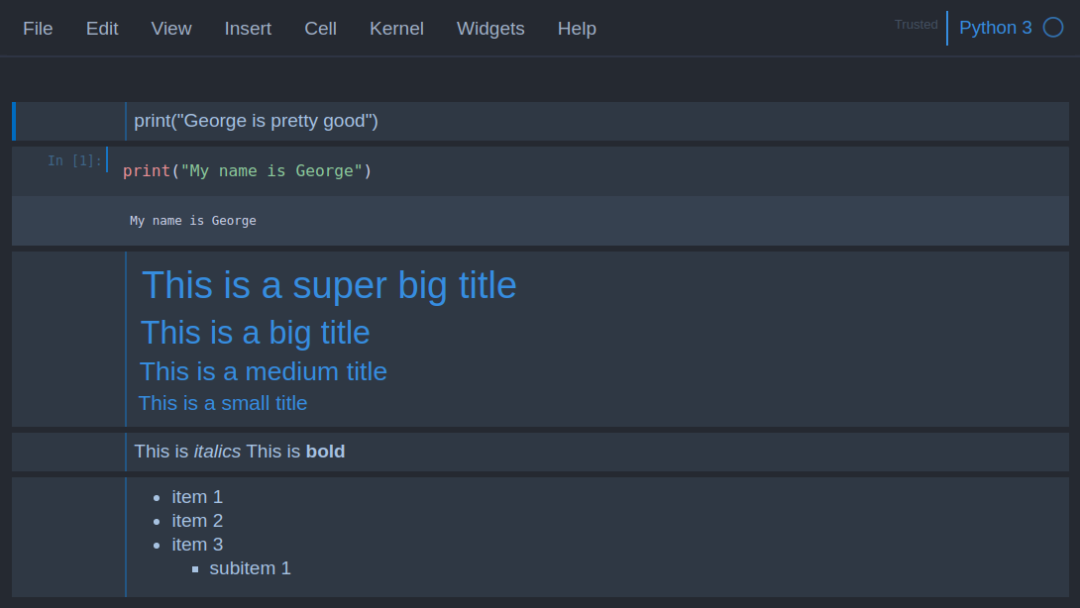 File Edit View Insert Cell Kernel Widgets Help Trusted Python 3
print("George is pretty good")
In [1]: print("My name is George")
My name is George
This is a super big title
This is a big title
This is a medium title
This is a small title
This is italics This is bold
item 1
item 2
item 3
subitem 1